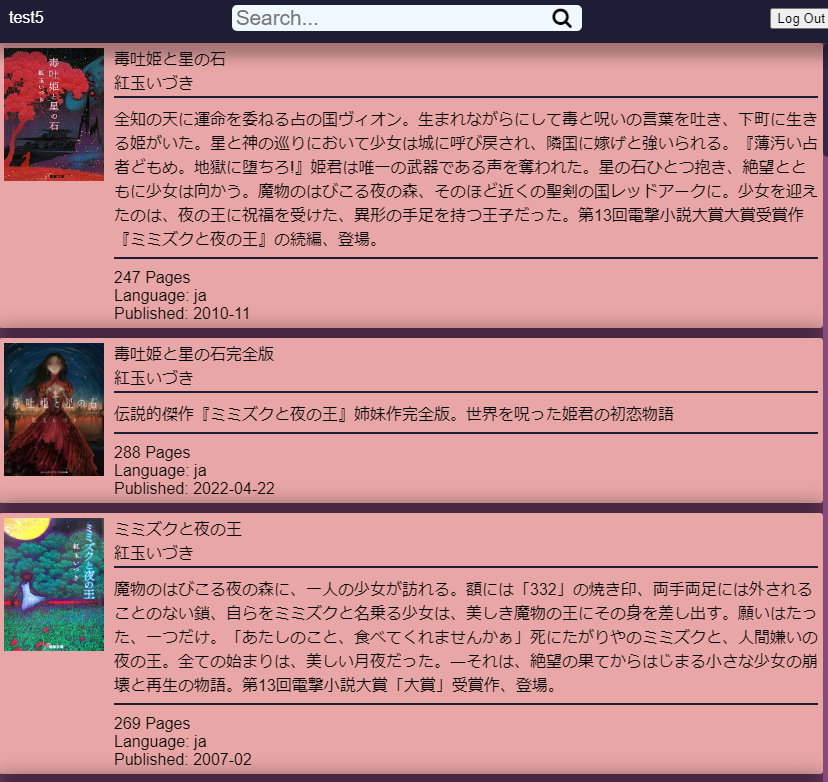 test5
Search...
Log Out
毒吐姫と星の石
紅玉いづき
毒吐姫と星の石
紅玉いづき
全知の天に運命を委ねる占の国ヴィオン。生まれながらにして毒と呪いの言葉を吐き、下町に生き
る姫がいた。星と神の巡りにおいて少女は城に呼び戻され、隣国に嫁げと強いられる。『薄汚い占
者どもめ。地獄に堕ちろ!』姫君は唯一の武器である声を奪われた。星の石ひとつ抱き、絶望とと
もに少女は向かう。魔物のはびこる夜の森、そのほど近くの聖剣の国レッドアークに。少女を迎え
たのは、夜の王に祝福を受けた、異形の手足を持つ王子だった。第13回電撃小説大賞大賞受賞作
『ミミズクと夜の王』の続編、登場。
247 Pages
Language: ja
Published: 2010-11
毒吐姫と星の石
毒吐姫と星の石完全版
紅玉いづき
伝説的傑作『ミミズクと夜の王』姉妹作完全版。世界を呪った姫君の初恋物語
288 Pages
Language: ja
Published: 2022-04-22
ミミズクと夜の王
紅玉いづき
ミミズクと夜の王
紅玉いづき
魔物のはびこる夜の森に、一人の少女が訪れる。額には「332」の焼き印、両手両足には外される
ことのない鎖、自らをミミズクと名乗る少女は、美しき魔物の王にその身を差し出す。願いはたっ
た、一つだけ。「あたしのこと、食べてくれませんかぁ」死にたがりやのミミズクと、人間嫌いの
夜の王。全ての始まりは、美しい月夜だった。―それは、絶望の果てからはじまる小さな少女の崩
壊と再生の物語。第13回電撃小説大賞「大賞」受賞作、登場。
269 Pages
Language: ja
Published: 2007-02